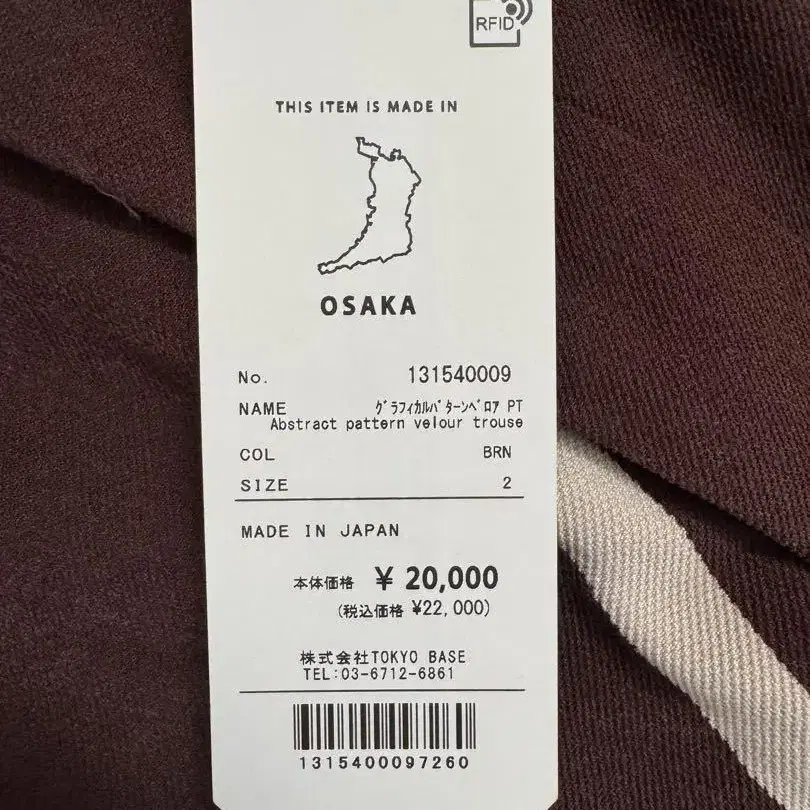 RFID
THIS ITEM IS MADE IN
OSAKA
No. 131540009
NAME ｸﾞﾗﾌｨｶﾙﾊﾟﾀｰﾝﾍﾞﾛｱ PT
Abstract pattern velour trouse
COL BRN
SIZE 2
MADE IN JAPAN
本体価格 ¥ 20,000
(税込価格 ¥22,000)
株式会社TOKYO BASE
TEL:03-6712-6861
1315400097260